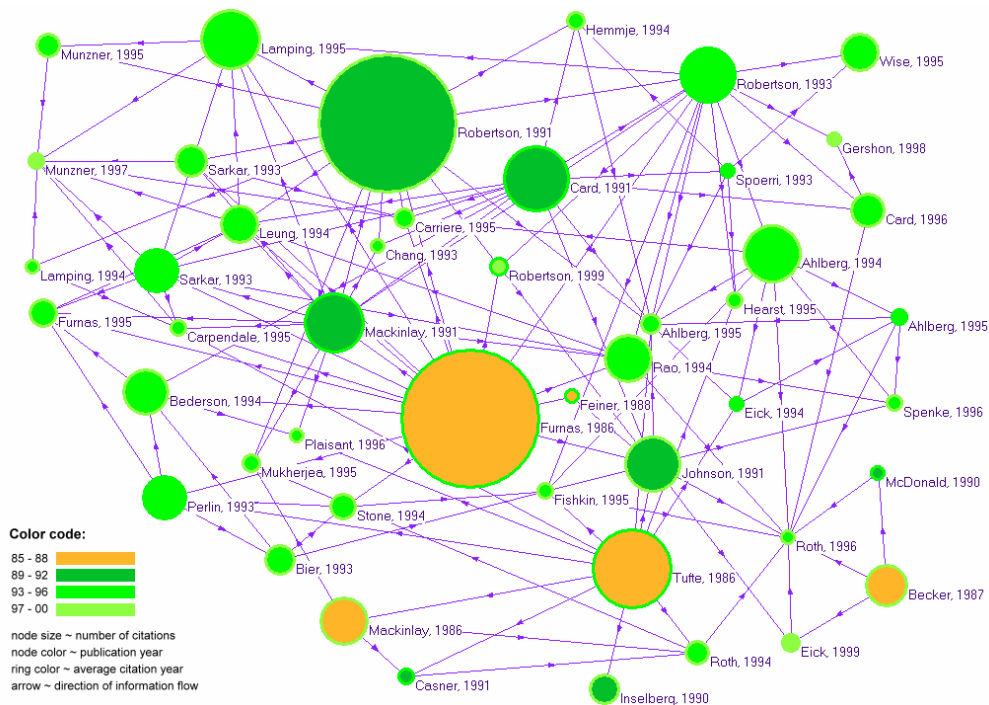 Hemmje, 1994
Lamping, 1995
Munzner, 1995
Wise, 1995
Robertson, 1993
Robertson, 1991
Gershon, 1998
Munzner, 1997
Sarkar, 1993
Spoerri, 1993
Card, 1991
Card, 1996
Carriere, 1995
Leung, 1994
Chang, 1993
Ahlberg, 1994
Lamping, 1994
Robertson, 1999
Sarkar, 1993
Hearst, 1995
Furnas, 1995
Ahlberg, 1995
Mackinlay, 1991
Ahlberg, 1995
Carpendale, 1995
Rao, 1994
Bederson, 1994
Feiner, 1988
Eick, 1994
Spenke, 1996
Furnas, 1986
Plaisant, 1996
Mukherjea, 1995
Johnson, 1991
McDonald, 1990
Perlin, 1993
Stone, 1994
Fishkin, 1995
Color code:
85 - 88
89 - 92
93 - 96
97 - 00
Roth, 1996
Bier, 1993
Tufte, 1986
Becker, 1987
Mackinlay, 1986
node size ~ number of citations
node color ~ publication year
ring color ~ average citation year
arrow ~ direction of information flow
Eick, 1999
Roth, 1994
Casner, 1991
Inselberg, 1990